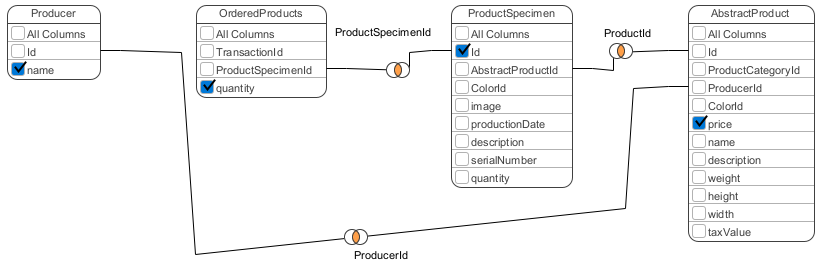 Producer
All Columns
Id
name
OrderedProducts
All Columns
TransactionId
ProductSpecimenId
quantity
ProductSpecimenId
ProductSpecimen
All Columns
Id
AbstractProductId
ColorId
image
productionDate
description
serialNumber
quantity
ProductId
AbstractProduct
All Columns
Id
ProductCategoryId
ProducerId
ColorId
price
name
description
weight
height
width
taxValue
ProducerId